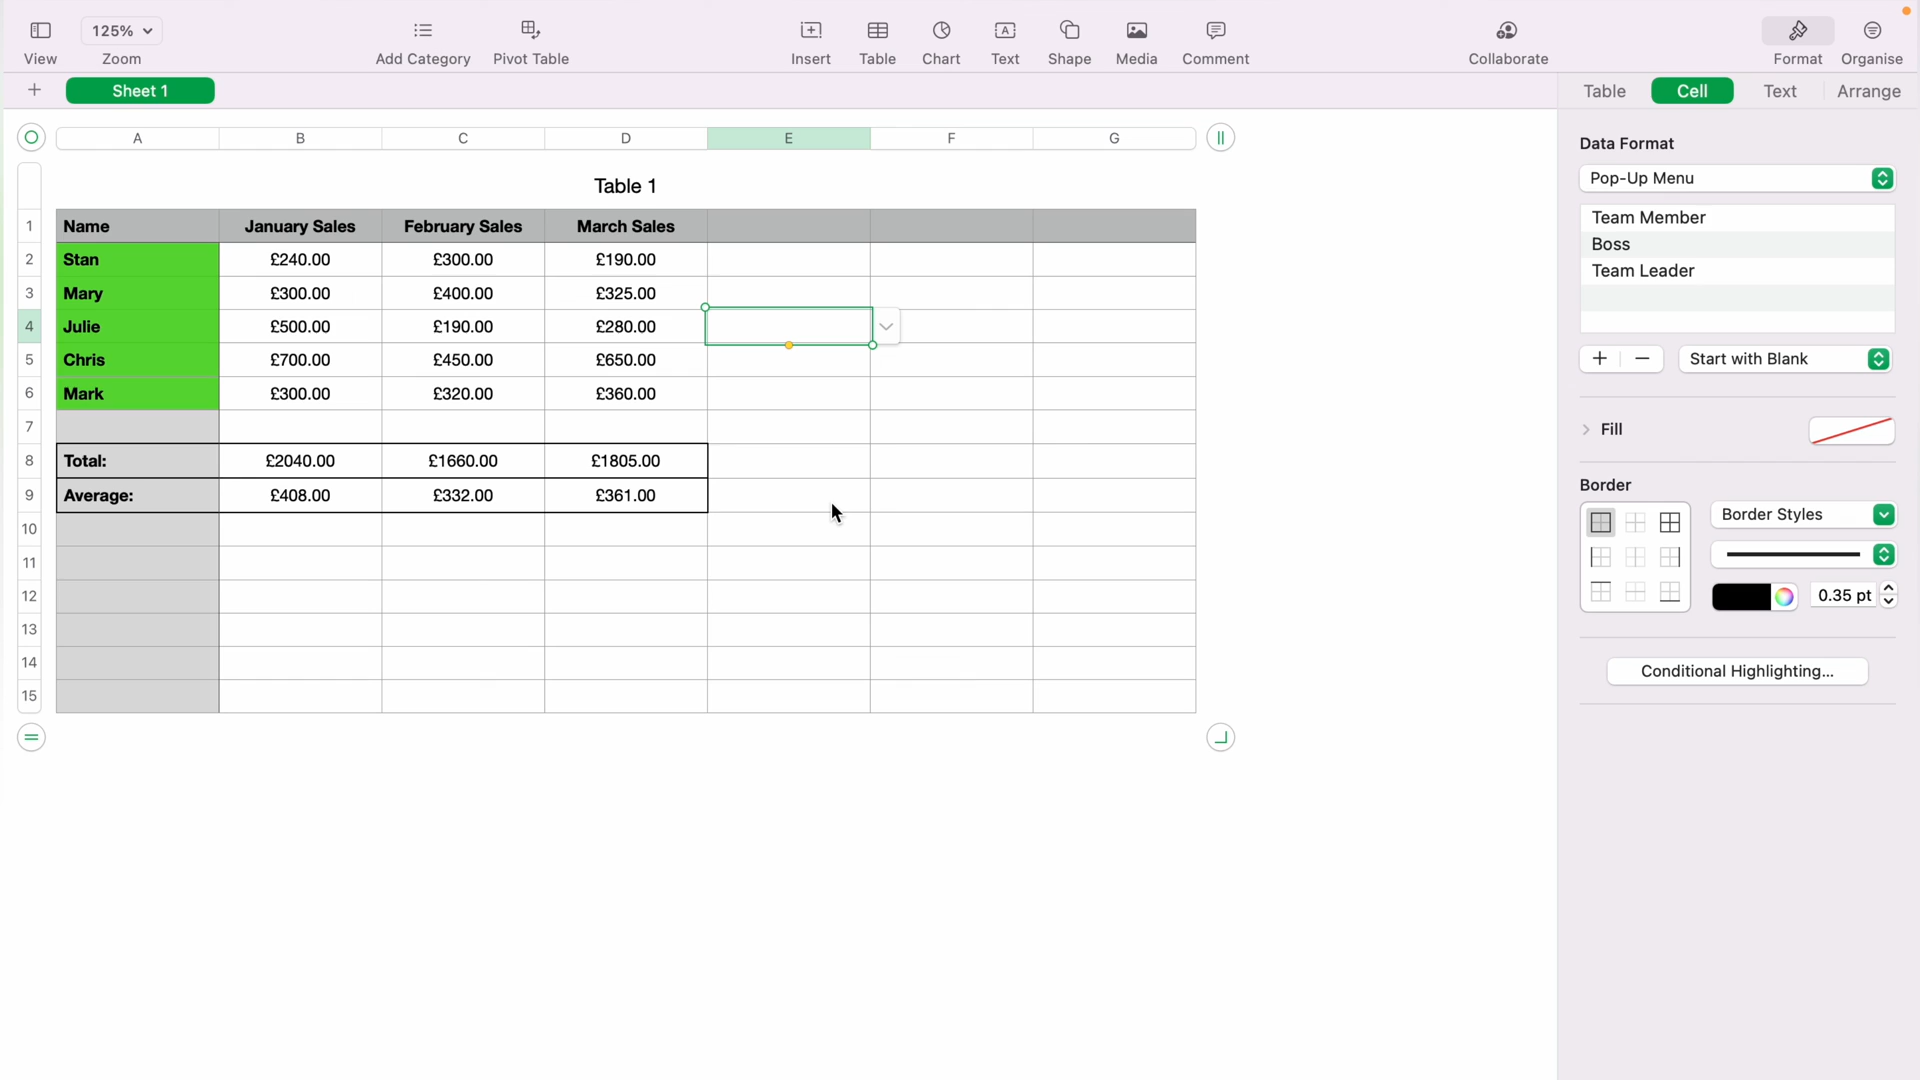 125%
View
Zoom
Add Category
Pivot Table
Insert
Table
Chart
Text
Shape
Media
Comment
Collaborate
Format
Organise
+ Sheet 1
Table
Cell
Text
Arrange
A B C D E F G
Table 1
1 Name January Sales February Sales March Sales
2 Stan £240.00 £300.00 £190.00
3 Mary £300.00 £400.00 £325.00
4 Julie £500.00 £190.00 £280.00
5 Chris £700.00 £450.00 £650.00
6 Mark £300.00 £320.00 £360.00
7
8 Total: £2040.00 £1660.00 £1805.00
9 Average: £408.00 £332.00 £361.00
10
11
12
13
14
15
Data Format
Pop-Up Menu
Team Member
Boss
Team Leader
+ − Start with Blank
Fill
Border
Border Styles
0.35 pt
Conditional Highlighting...